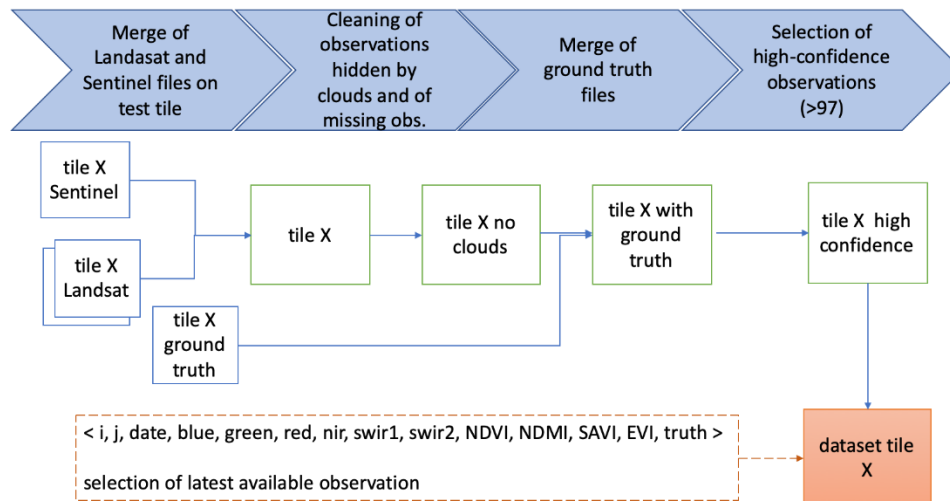 Merge of
Landasat and
Sentinel files on
test tile
Cleaning of
observations
hidden by
clouds and of
missing obs.
Merge of
ground truth
files
Selection of
high-confidence
observations
(>97)
tile X
Sentinel
tile X
Landsat
tile X
ground
truth
tile X
tile X no
clouds
tile X with
ground
truth
tile X  high
confidence
< i, j, date, blue, green, red, nir, swir1, swir2, NDVI, NDMI, SAVI, EVI, truth >
selection of latest available observation
dataset tile
X